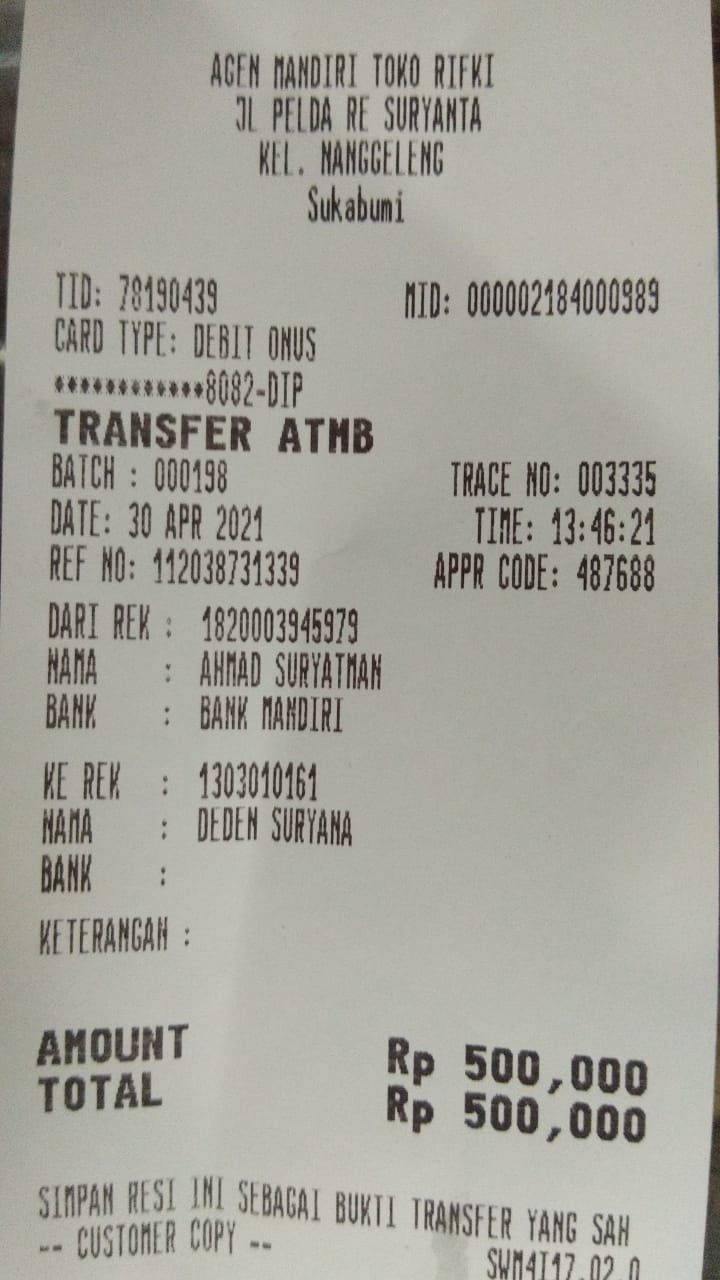 AGEN MANDIRI TOKO RIFKI
JL PELDA RE SURYANTA
KEL. NANGGELENG
Sukabumi
TID: 78190439 MID: 000002184000989
CARD TYPE: DEBIT ONUS
************8082-DIP
TRANSFER ATMB
BATCH : 000198 TRACE NO: 003335
DATE: 30 APR 2021 TIME: 13:46:21
REF NO: 112038731339 APPR CODE: 487688
DARI REK : 1820003945979
NAMA : AHMAD SURYATMAN
BANK : BANK MANDIRI
KE REK : 1303010161
NAMA : DEDEN SURYANA
BANK :
KETERANGAN :
AMOUNT Rp 500,000
TOTAL Rp 500,000
SIMPAN RESI INI SEBAGAI BUKTI TRANSFER YANG SAH
-- CUSTOMER COPY --
SWM4I17.02.0